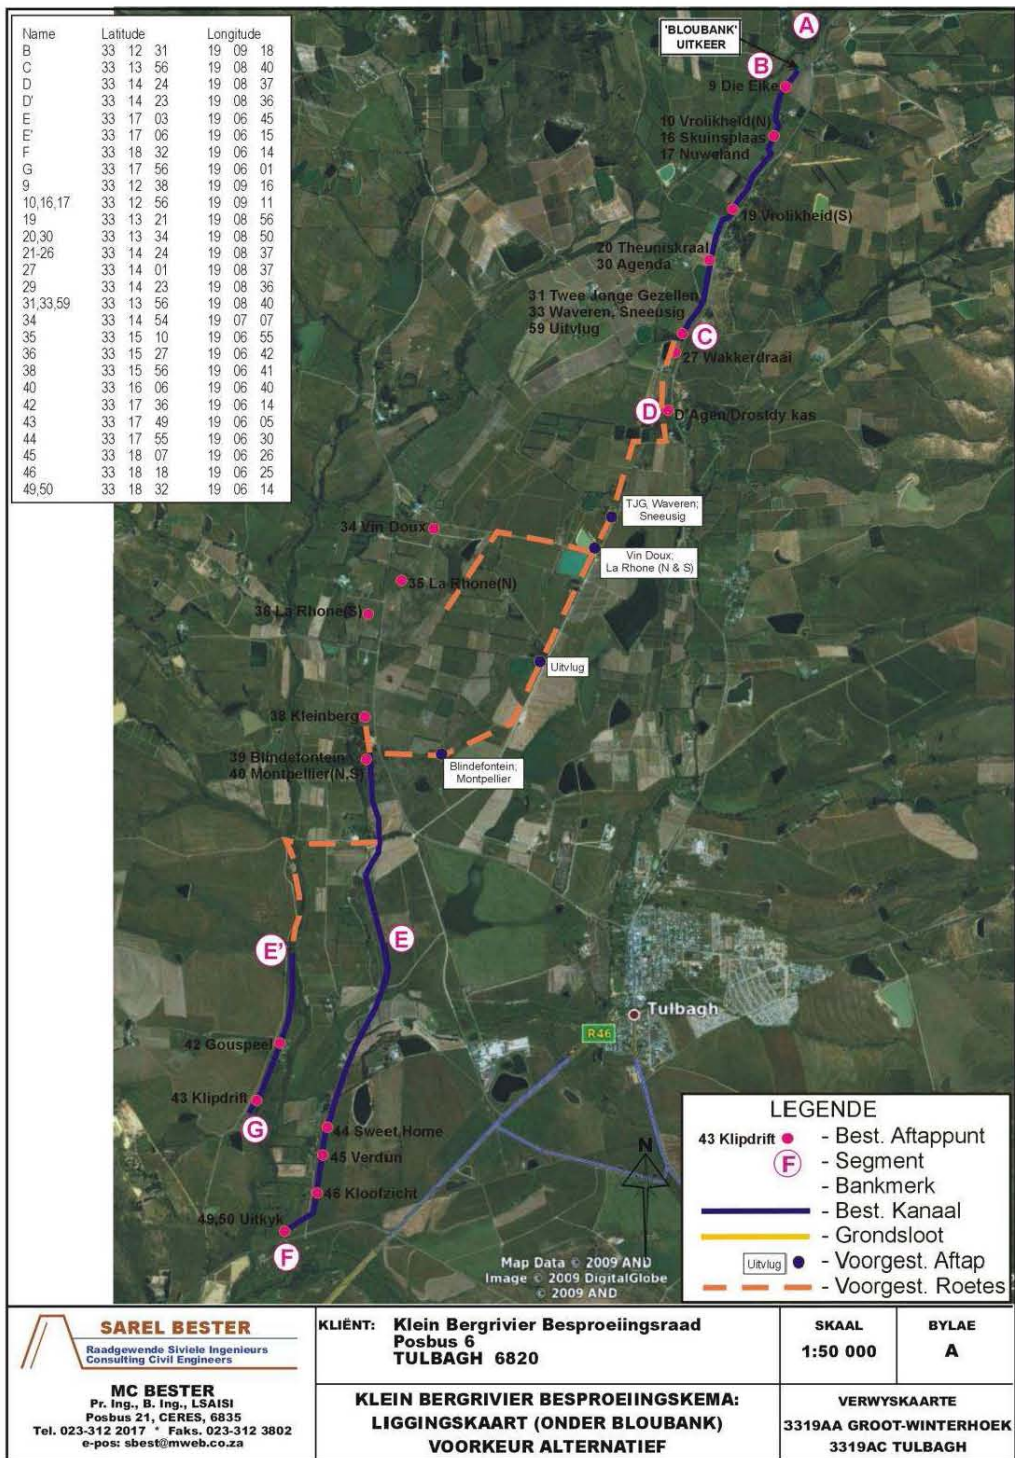 Name Latitude Longitude
B 33 12 31 19 09 18
C 33 13 56 19 08 40
D 33 14 24 19 08 37
D' 33 14 23 19 08 36
E 33 17 03 19 06 45
E' 33 17 06 19 06 15
F 33 18 32 19 06 14
G 33 17 56 19 06 01
9 33 12 38 19 09 16
10,16,17 33 12 56 19 09 11
19 33 13 21 19 08 56
20,30 33 13 34 19 08 50
21-26 33 14 24 19 08 37
27 33 14 01 19 08 37
29 33 14 23 19 08 36
31,33,59 33 13 56 19 08 40
34 33 14 54 19 07 07
35 33 15 10 19 06 55
36 33 15 27 19 06 42
38 33 15 56 19 06 41
40 33 16 06 19 06 40
42 33 17 36 19 06 14
43 33 17 49 19 06 05
44 33 17 55 19 06 30
45 33 18 07 19 06 26
46 33 18 18 19 06 25
49,50 33 18 32 19 06 14
A
'BLOUBANK'
UITKEER
B
9 Die Eike
10 Vrolikheid(N)
16 Skuinsplaas
17 Nuweland
19 Vrolikheid(S)
20 Theuniskraal
30 Agenda
31 Twee Jonge Gezellen
33 Waveren, Sneeusig
59 Uitvlug
C
27 Wakkerdraai
D
D'Agen/Drostdy kas
TJG, Waveren;
Sneeusig
34 Vin Doux
Vin Doux;
La Rhone (N & S)
35 La Rhone(N)
36 La Rhone(S)
Uitvlug
38 Kleinberg
39 Blindefontein
40 Montpellier(N,S)
Blindefontein;
Montpellier
E'
E
Tulbagh
R46
42 Gouspeel
43 Klipdrift
G
44 Sweet Home
45 Verdun
46 Kloofzicht
49,50 Uitkyk
F
N
Map Data © 2009 AND
Image © 2009 DigitalGlobe
© 2009 AND
LEGENDE
43 Klipdrift - Best. Aftappunt
F - Segment
- Bankmerk
- Best. Kanaal
- Grondsloot
Uitvlug - Voorgest. Aftap
- Voorgest. Roetes
SAREL BESTER
Raadgewende Siviele Ingenieurs
Consulting Civil Engineers
MC BESTER
Pr. Ing., B. Ing., LSAISI
Posbus 21, CERES, 6835
Tel. 023-312 2017 * Faks. 023-312 3802
e-pos: sbest@mweb.co.za
KLIËNT: Klein Bergrivier Besproeiingsraad
Posbus 6
TULBAGH 6820
KLEIN BERGRIVIER BESPROEIINGSKEMA:
LIGGINGSKAART (ONDER BLOUBANK)
VOORKEUR ALTERNATIEF
SKAAL
1:50 000
BYLAE
A
VERWYSKAARTE
3319AA GROOT-WINTERHOEK
3319AC TULBAGH